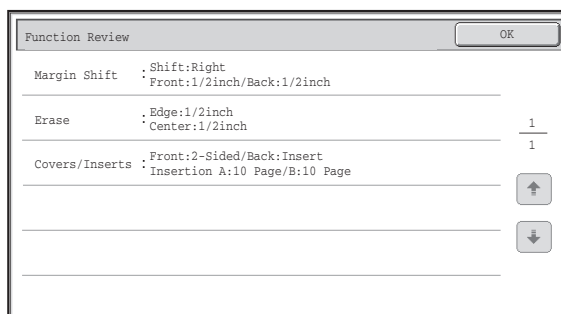 Function Review
OK
Margin Shift : Shift:Right
Front:1/2inch/Back:1/2inch
Erase : Edge:1/2inch
Center:1/2inch
Covers/Inserts : Front:2-Sided/Back:Insert
Insertion A:10 Page/B:10 Page
1
1